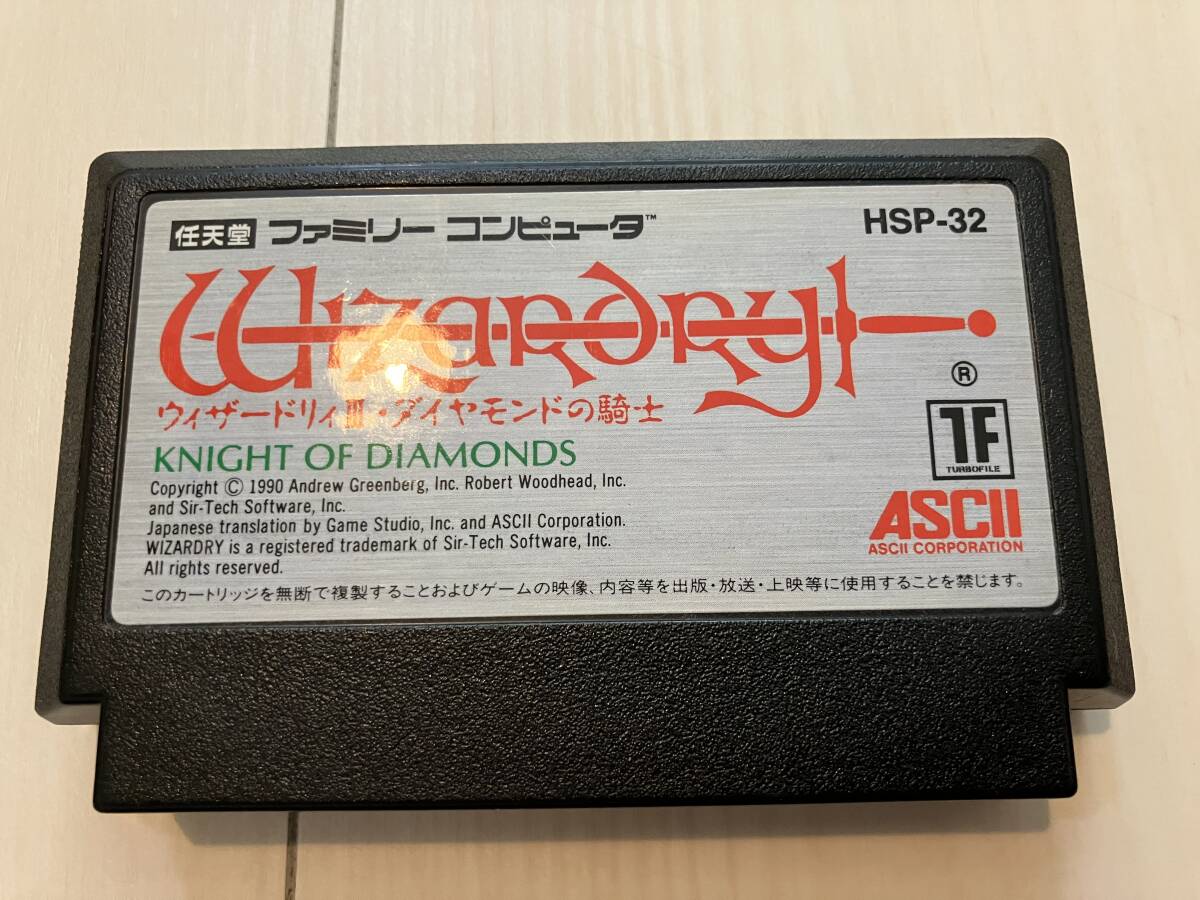 任天堂 ファミリー コンピュータ™ HSP-32
Wizardry
®
ウィザードリィIII・ダイヤモンドの騎士
KNIGHT OF DIAMONDS
Copyright © 1990 Andrew Greenberg, Inc. Robert Woodhead, Inc.
and Sir-Tech Software, Inc.
Japanese translation by Game Studio, Inc. and ASCII Corporation.
WIZARDRY is a registered trademark of Sir-Tech Software, Inc.
All rights reserved.
TF
TURBOFILE
ASCII
ASCII CORPORATION
このカートリッジを無断で複製することおよびゲームの映像、内容等を出版・放送・上映等に使用することを禁じます。